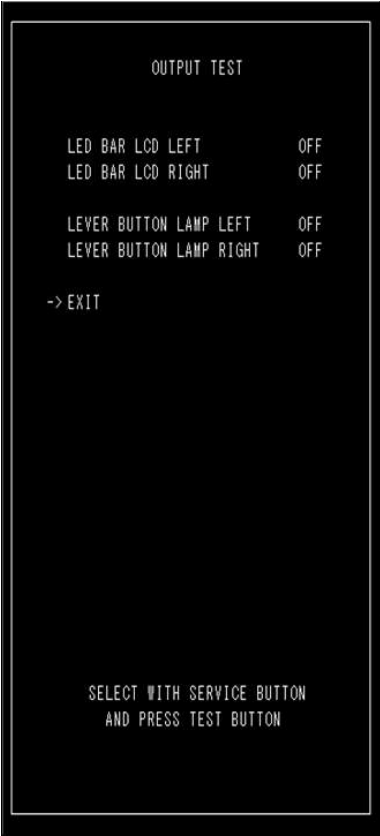 OUTPUT TEST
LED BAR LCD LEFT OFF
LED BAR LCD RIGHT OFF
LEVER BUTTON LAMP LEFT OFF
LEVER BUTTON LAMP RIGHT OFF
-> EXIT
SELECT WITH SERVICE BUTTON
AND PRESS TEST BUTTON